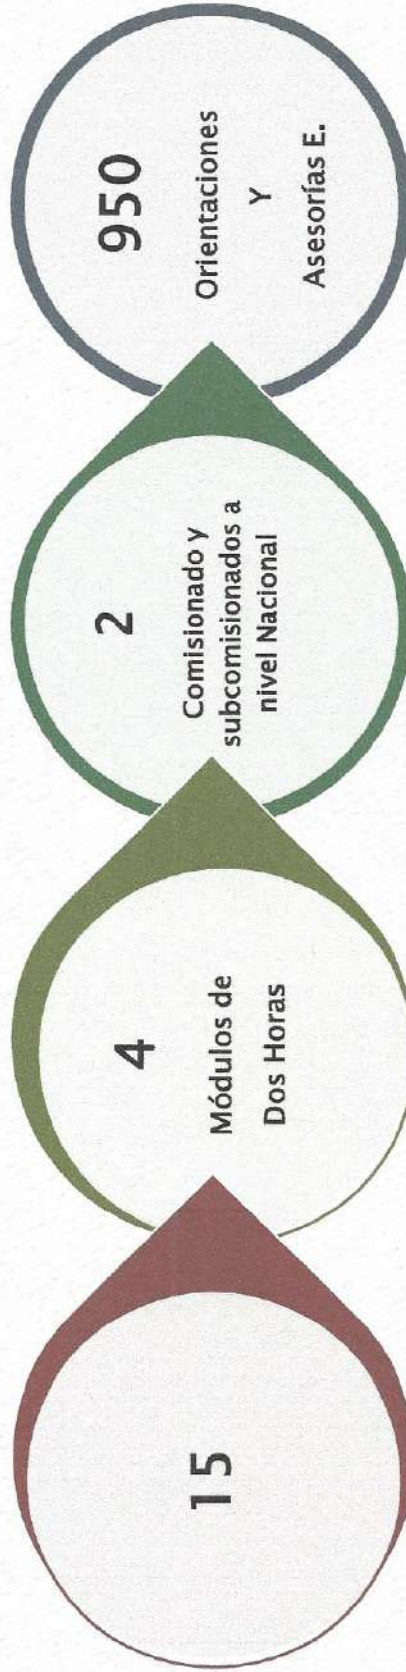 15
4
Módulos de
Dos Horas
2
Comisionado y
subcomisionados a
nivel Nacional
950
Orientaciones
Y
Asesorías E.